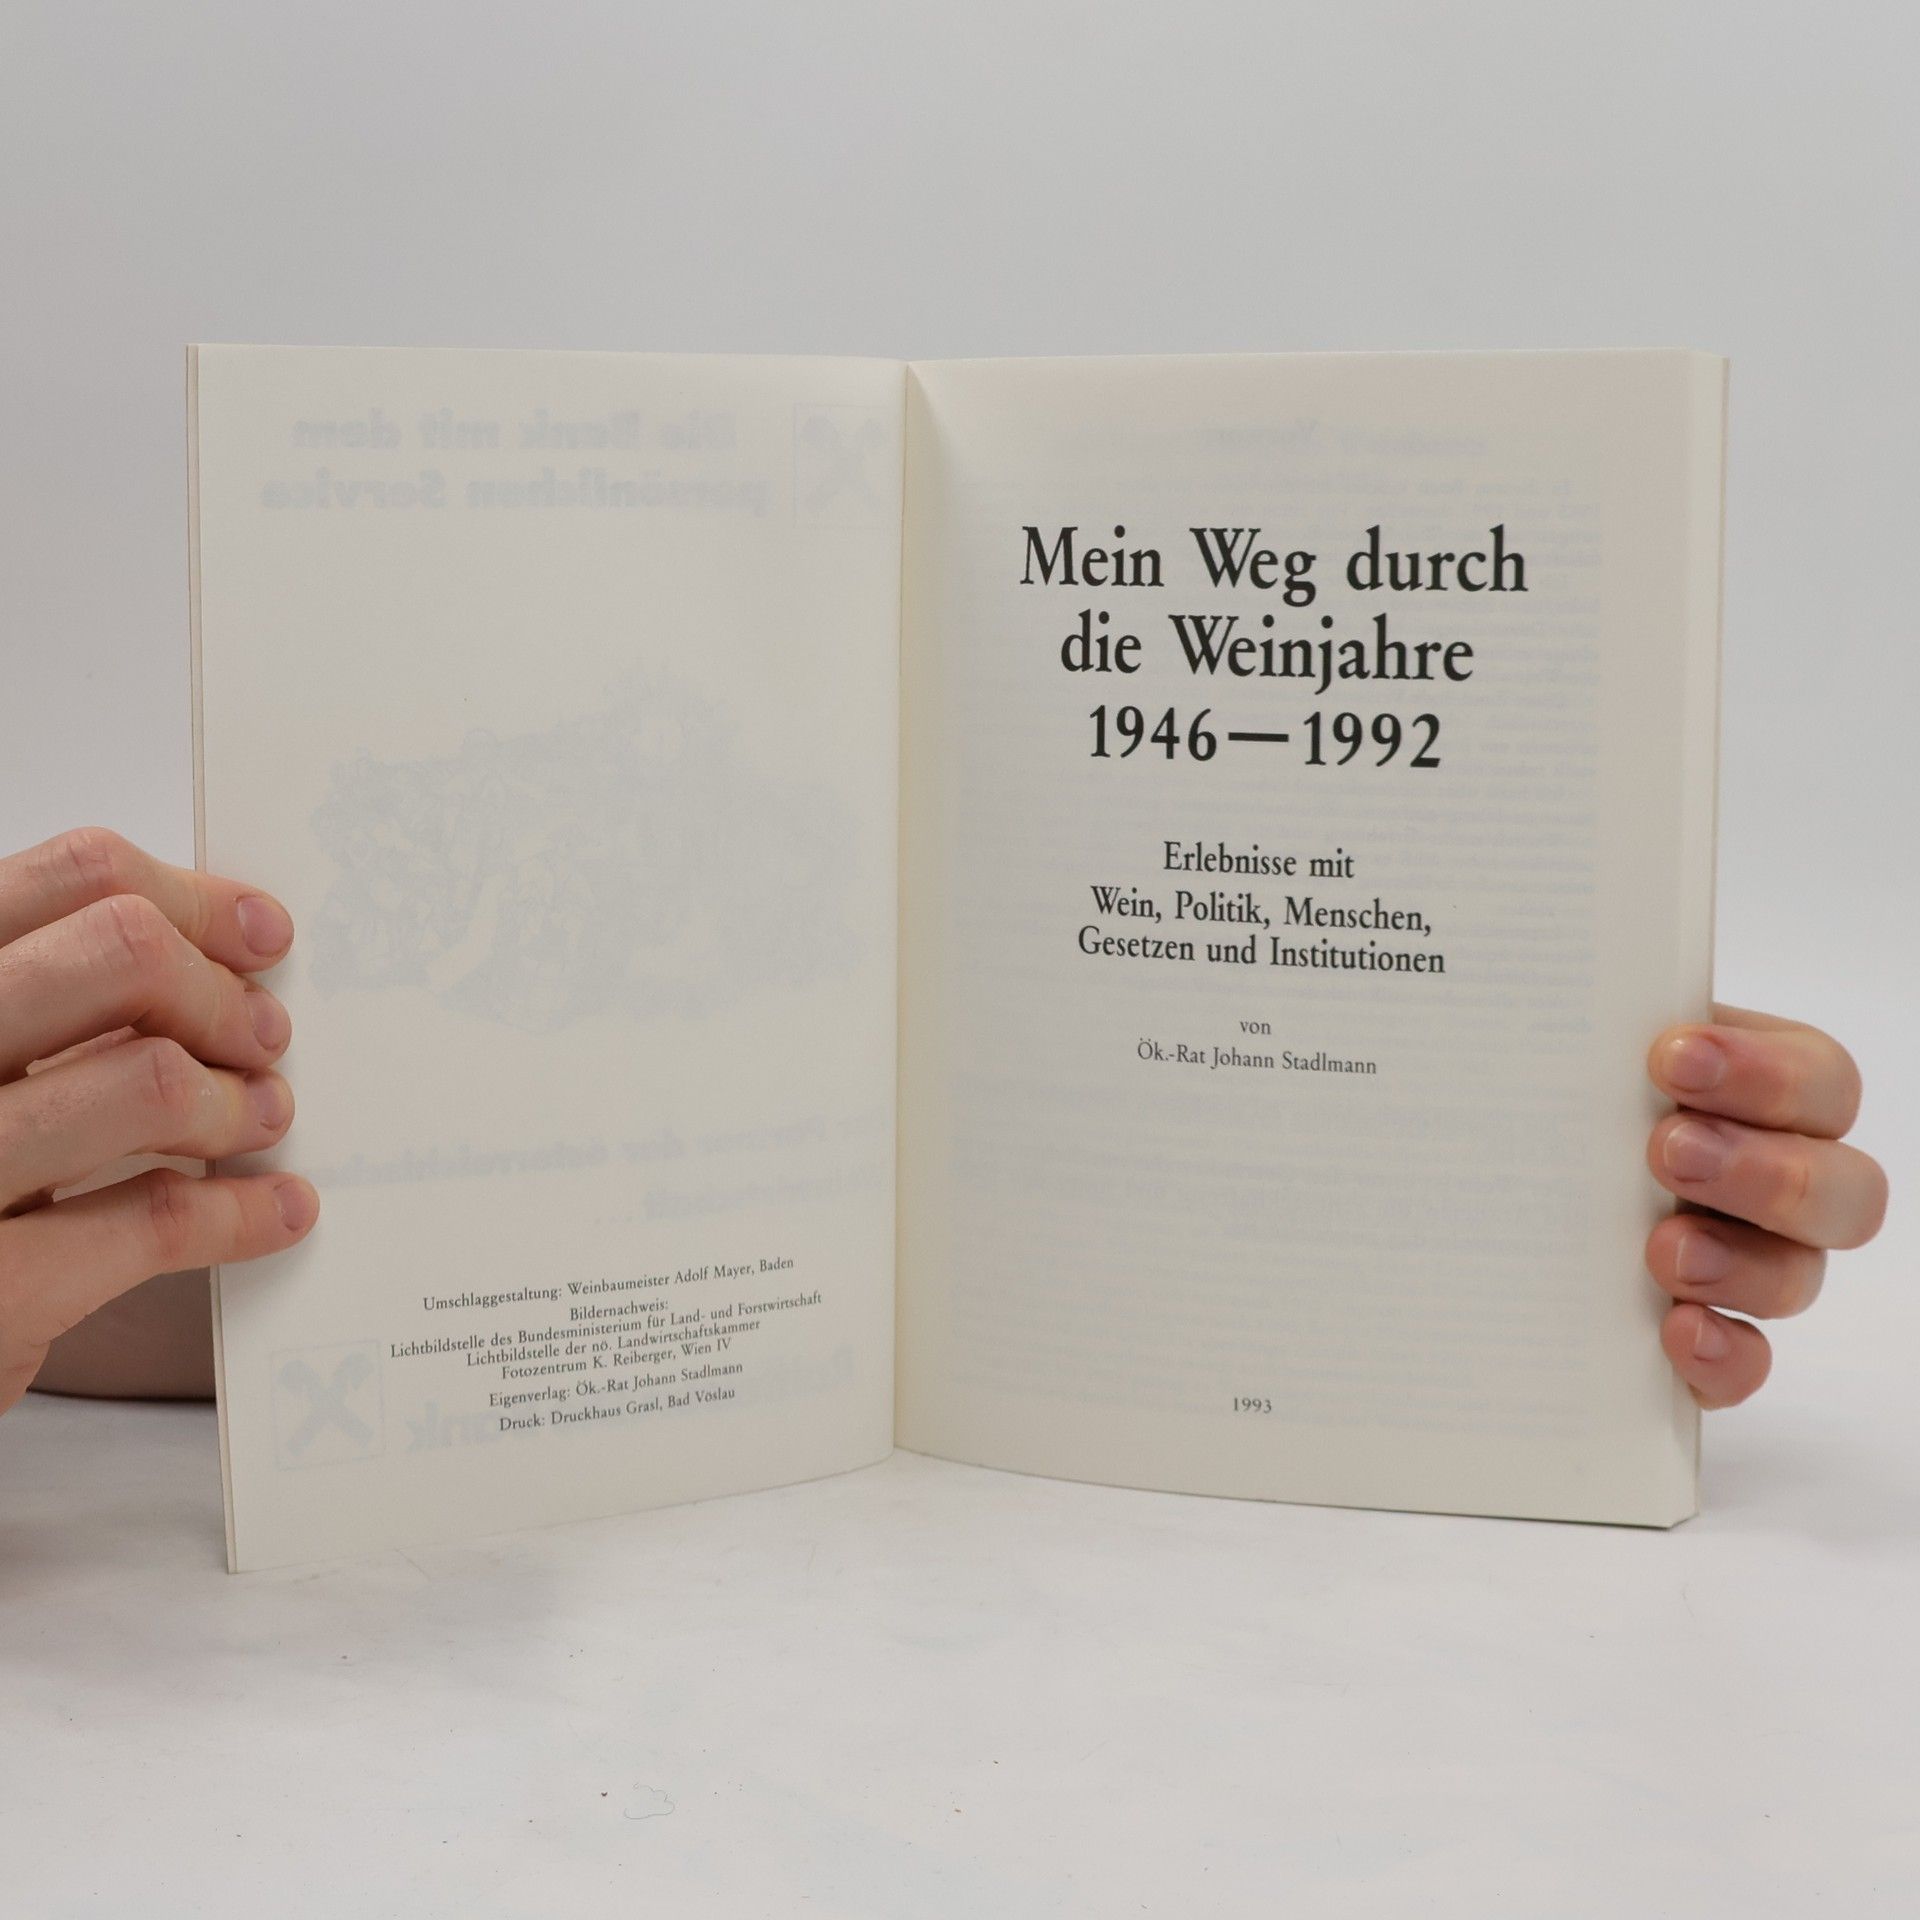 Umschlaggestaltung: Weinbaumeister Adolf Mayer, Baden
Bildernachweis:
Lichtbildstelle des Bundesministerium für Land- und Forstwirtschaft
Lichtbildstelle der nö. Landwirtschaftskammer
Fotozentrum K. Reiberger, Wien IV
Eigenverlag: Ök.-Rat Johann Stadlmann
Druck: Druckhaus Grasl, Bad Vöslau
Mein Weg durch
die Weinjahre
1946—1992
Erlebnisse mit
Wein, Politik, Menschen,
Gesetzen und Institutionen
von
Ök.-Rat Johann Stadlmann
1993